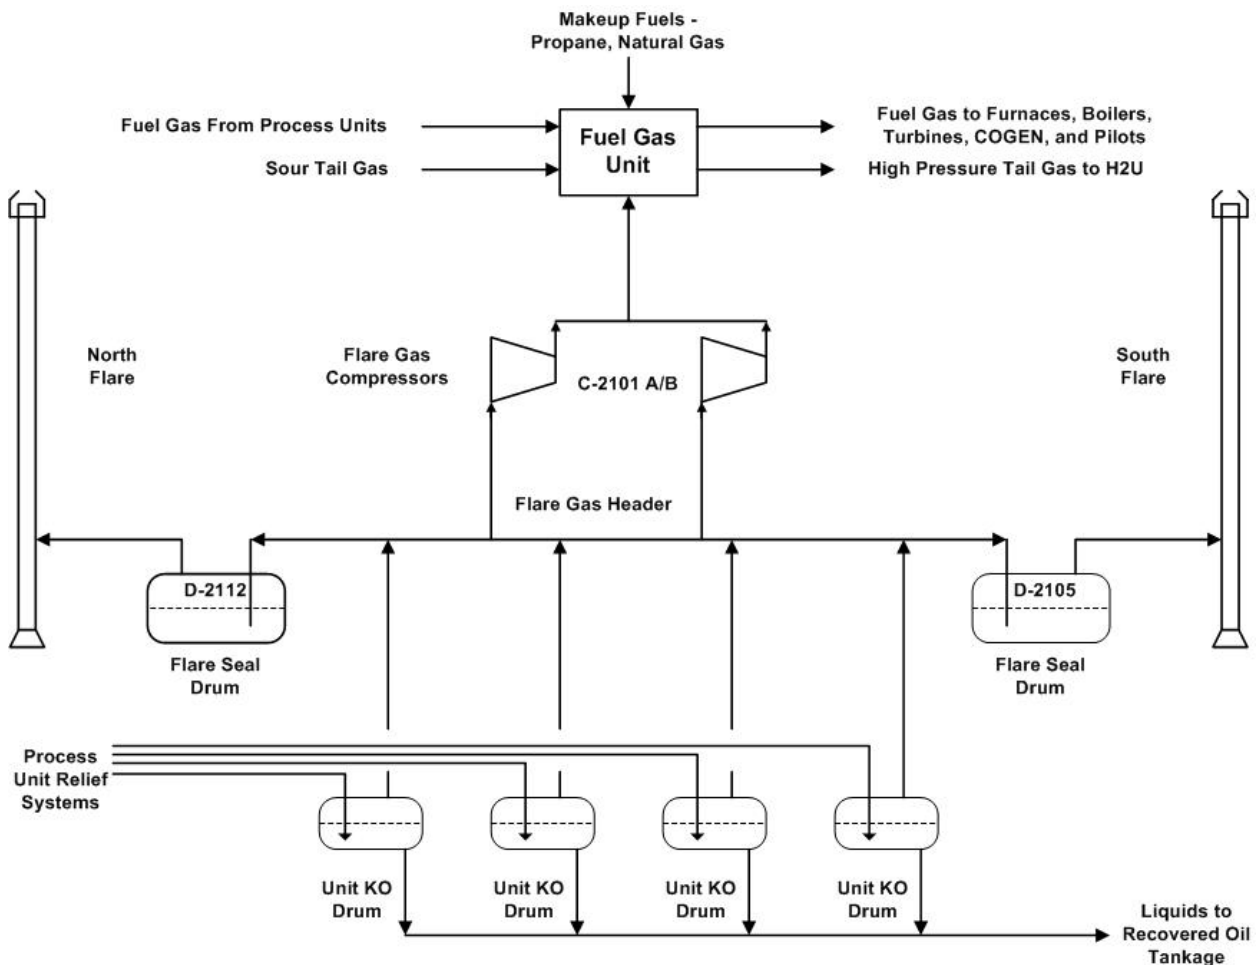 Makeup Fuels -
Propane, Natural Gas
Fuel Gas From Process Units
Sour Tail Gas
Fuel Gas
Unit
Fuel Gas to Furnaces, Boilers,
Turbines, COGEN, and Pilots
High Pressure Tail Gas to H2U
North
Flare
Flare Gas
Compressors
C-2101 A/B
South
Flare
Flare Gas Header
D-2112
Flare Seal
Drum
D-2105
Flare Seal
Drum
Process
Unit Relief
Systems
Unit KO
Drum
Unit KO
Drum
Unit KO
Drum
Unit KO
Drum
Liquids to
Recovered Oil
Tankage